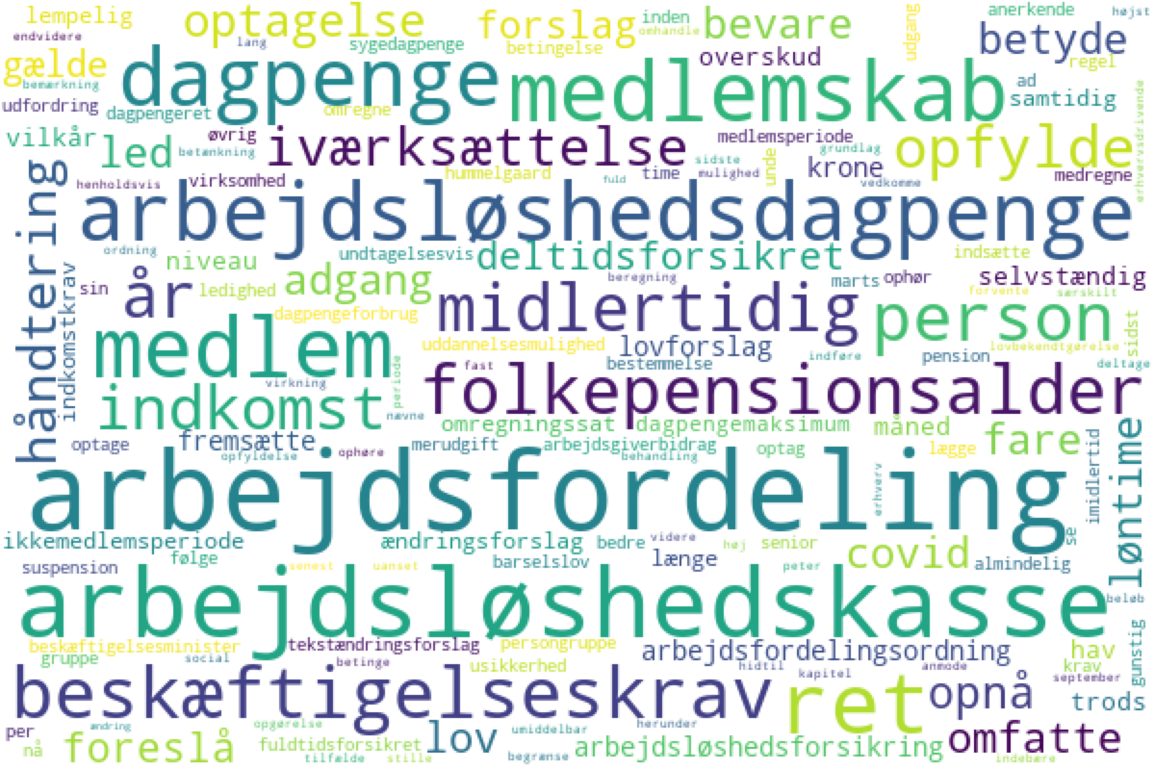 lempelig optagelse forslag inden bevare anerkende højst
endvidere lang sygedagpenge betingelse omhandle udgang betyde
gælde dagpenge medlemskab overskud regel
bemærkning ad samtidig
udfordring dagpengeret omregne
vilkår led øvrig iværksættelse medlemsperiode opfylde erhvervsdrivende
betænkning grundlag
henholdsvis virksomhed hummelgaard time sidste mulighed unde krone medregne
fuld vedkomme
håndtering arbejdsløshedsdagpenge
ordning undtagelsesvis deltidsforsikret indsætte
niveau adgang beregning marts ophør selvstændig
indkomstkrav sin år ledighed midlertidig forvente særskilt
dagpengeforbrug person sidst
medlem uddannelsesmulighed lovforslag lovbekendtgørelse
fast bestemmelse indføre pension deltage
virkning periode folkepensionsalder
indkomst nævne omregningssat dagpengemaksimum måned fare
optage fremsætte merudgift arbejdsgiverbidrag optag lægge
opfyldelse ophøre behandling
arbejdsfordeling erhverv imidlertid løntime
ikkemedlemsperiode ændringsforslag bedre videre høj senior covid se
suspension følge senest uanset barselslov længe peter almindelig
arbejdsløshedskasse beløb
beskæftigelsesminister tekstændringsforslag persongruppe arbejdsfordelingsordning hav gunstig
gruppe social betinge usikkerhed hidtil kapitel anmode krav september
beskæftigelseskrav ret opnå trods
per ændring opgørelse lov umiddelbar herunder omfatte
nå foreslå fuldtidsforsikret arbejdsløshedsforsikring
tilfælde stille begrænse indebære